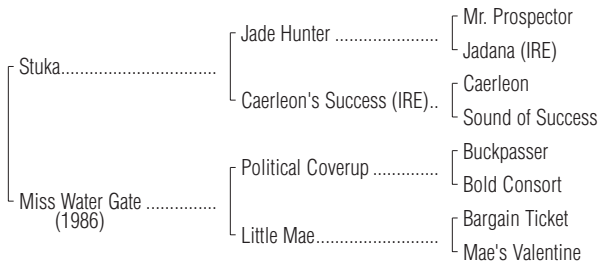 Mr. Prospector
Jade Hunter ...................
Jadana (IRE)
Stuka...............................
Caerleon
Caerleon's Success (IRE)..
Sound of Success
Buckpasser
Political Coverup .............
Bold Consort
Miss Water Gate ..............
(1986)
Bargain Ticket
Little Mae........................
Mae's Valentine